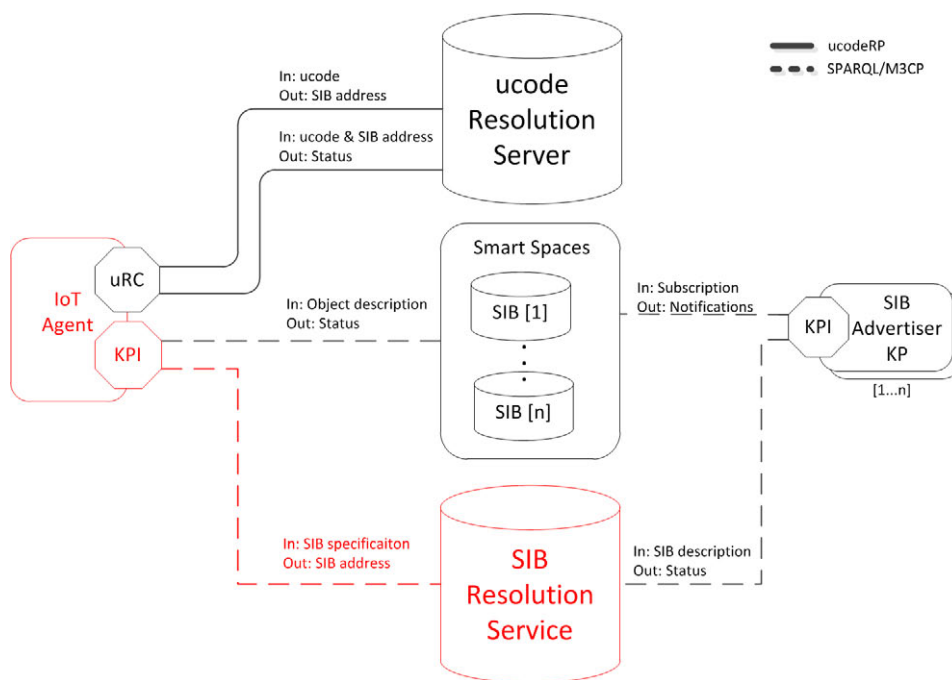 ucodeRP
SPARQL/M3CP
In: ucode
Out: SIB address
ucode
Resolution
Server
In: ucode & SIB address
Out: Status
Smart Spaces
uRC
IoT
Agent
KPI
In: Object description
Out: Status
SIB [1]
SIB [n]
In: Subscription
Out: Notifications
KPI
SIB
Advertiser
KP
[1...n]
In: SIB specificaiton
Out: SIB address
SIB
Resolution
Service
In: SIB description
Out: Status